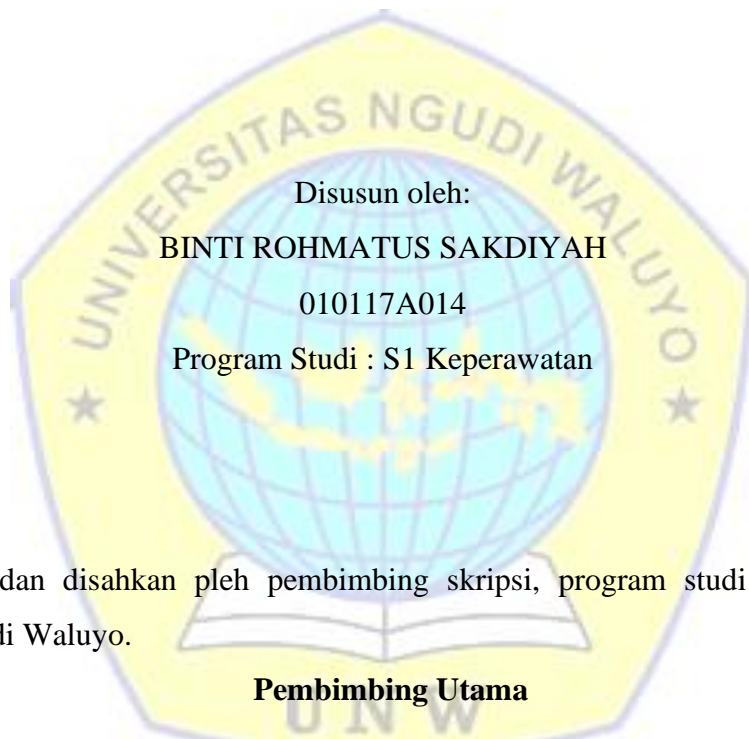 UNIVERSITAS NGUDI WALUYO
Disusun oleh:
BINTI ROHMATUS SAKDIYAH
010117A014
Program Studi : S1 Keperawatan
dan disahkan pleh pembimbing skripsi, program studi
di Waluyo.
Pembimbing Utama
UNW